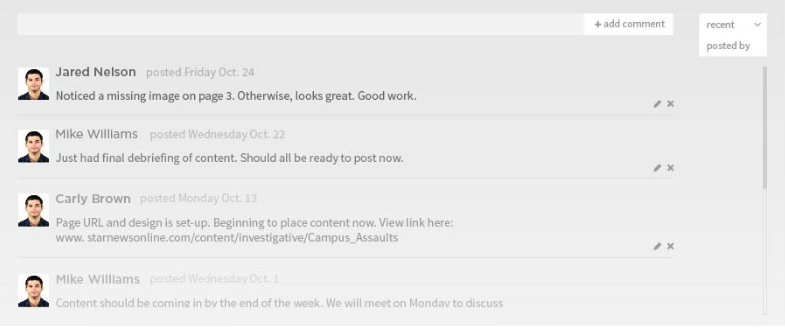 + add comment
recent
posted by
Jared Nelson posted Friday Oct. 24
Noticed a missing image on page 3. Otherwise, looks great. Good work.
Mike Williams posted Wednesday Oct. 22
Just had final debriefing of content. Should all be ready to post now.
Carly Brown posted Monday Oct. 13
Page URL and design is set-up. Beginning to place content now. View link here:
www. starnewsonline.com/content/investigative/Campus_Assaults
Mike Williams posted Wednesday Oct. 1
Content should be coming in by the end of the week. We will meet on Monday to discuss